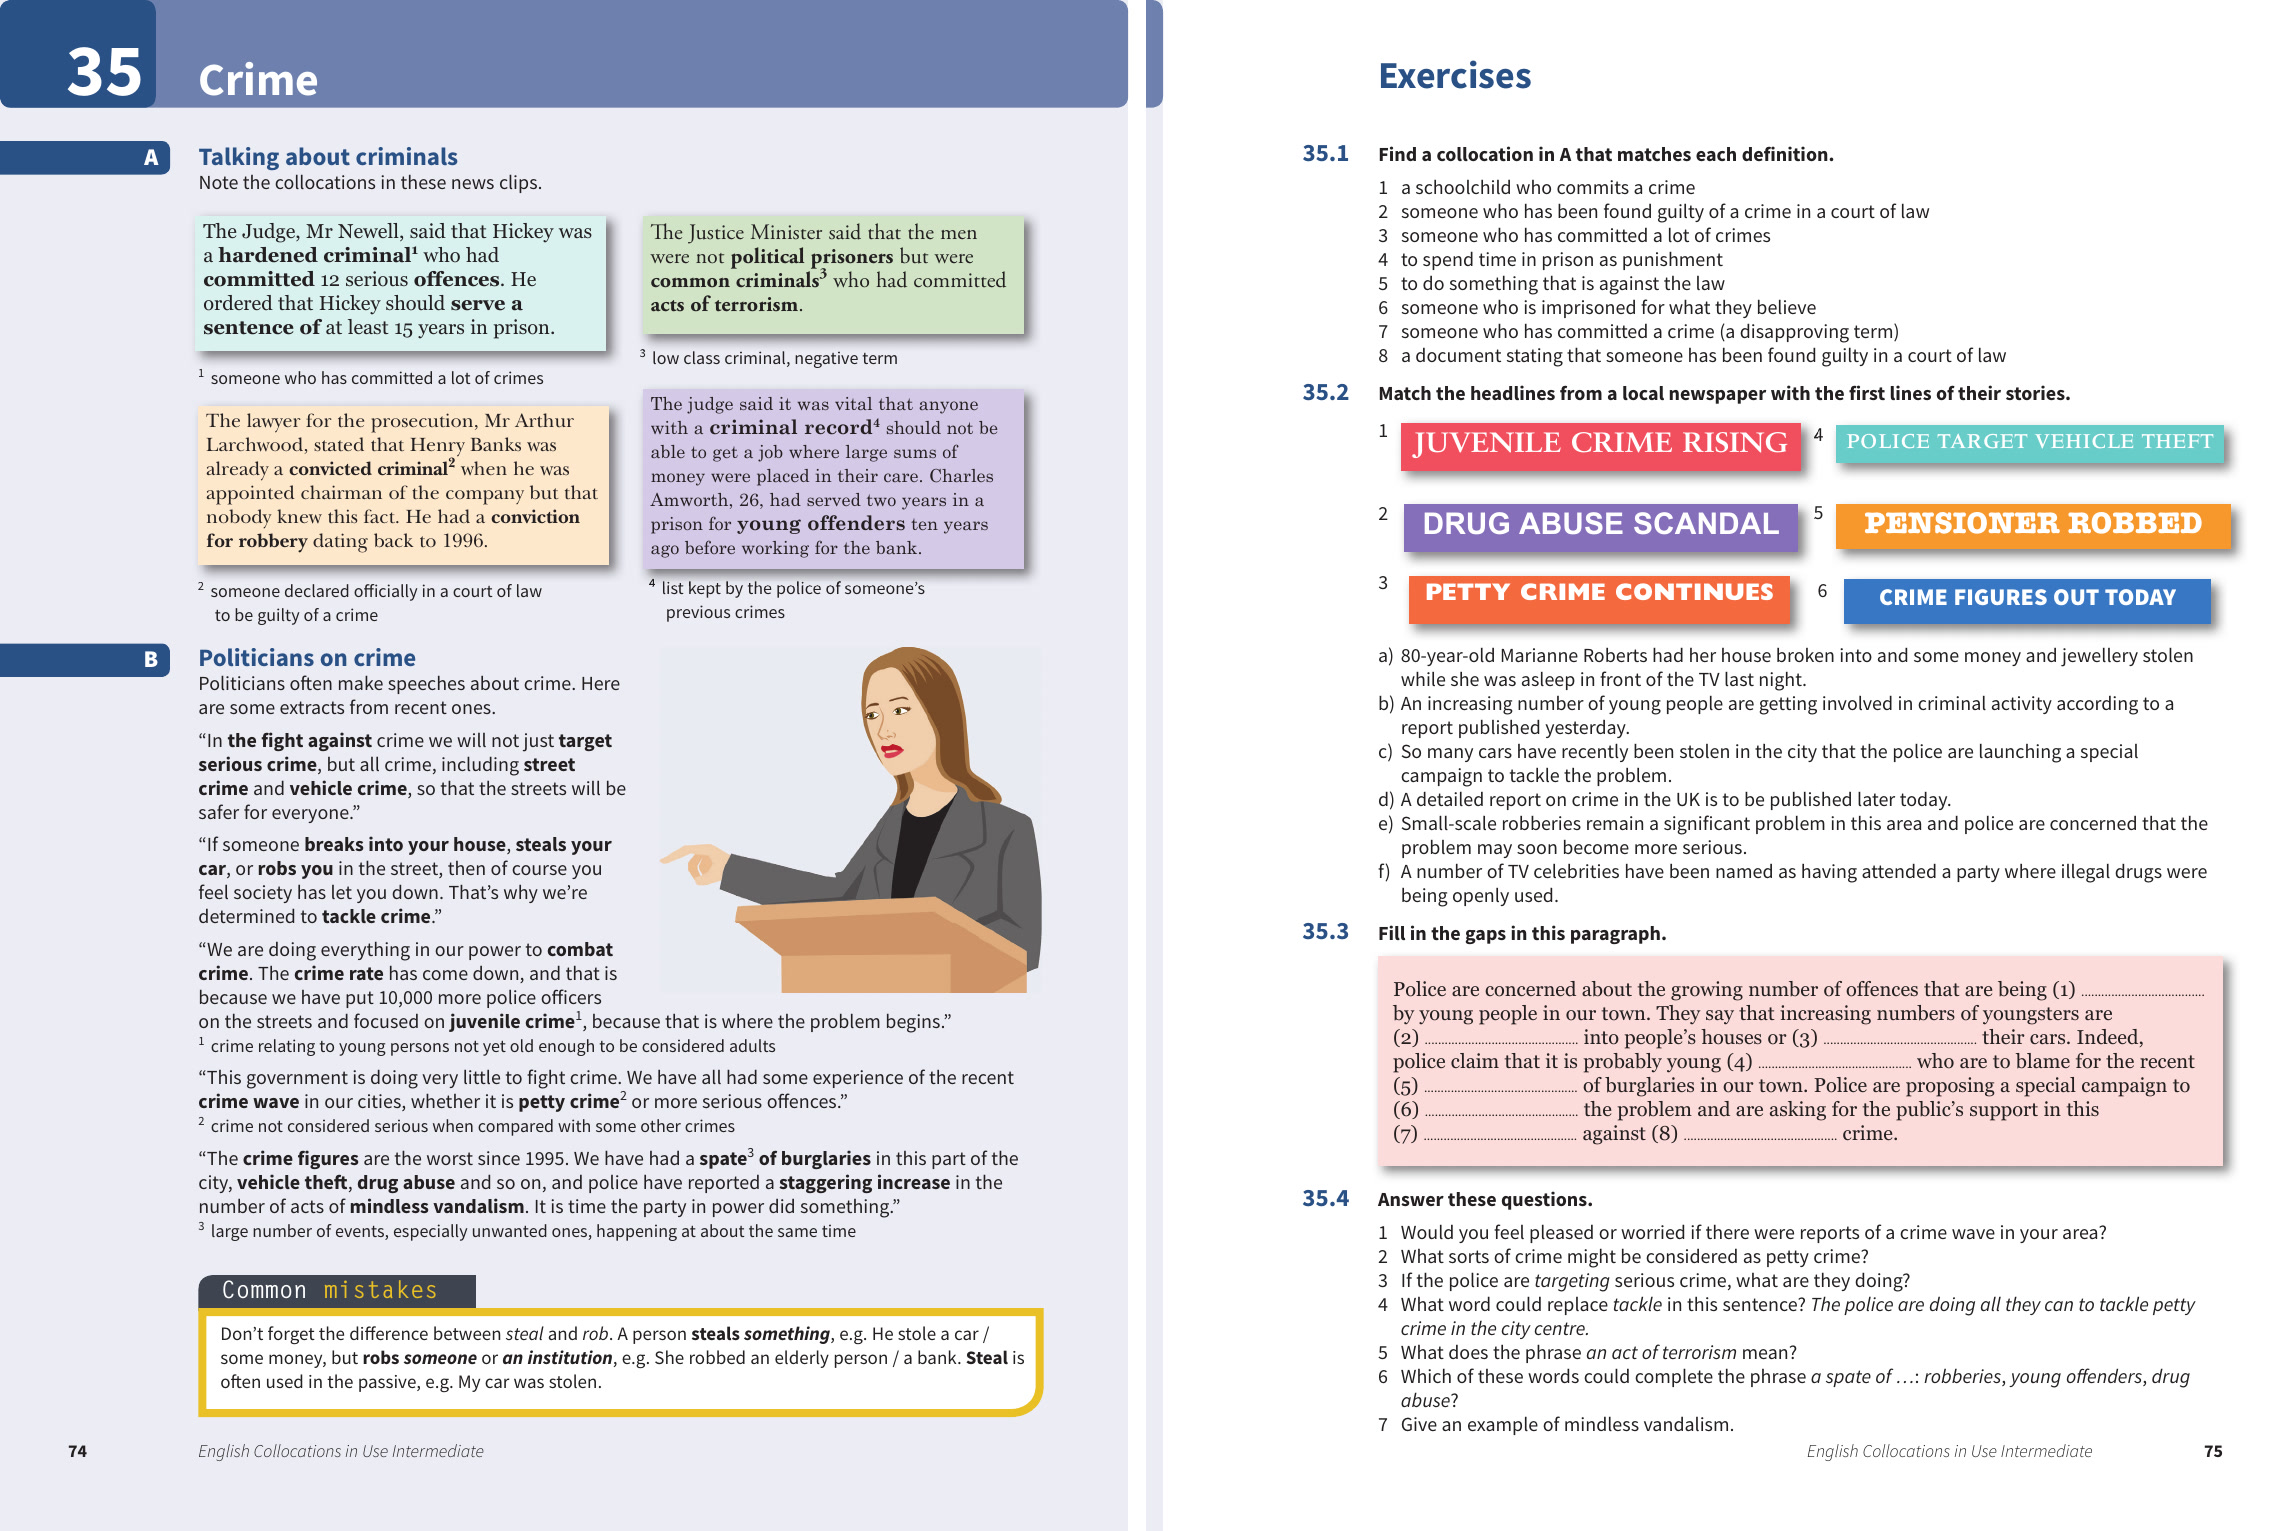 35
Crime
A
Talking about criminals
Note the collocations in these news clips.
The Judge, Mr Newell, said that Hickey was
a hardened criminal¹ who had
committed 12 serious offences. He
ordered that Hickey should serve a
sentence of at least 15 years in prison.
¹ someone who has committed a lot of crimes
The lawyer for the prosecution, Mr Arthur
Larchwood, stated that Henry Banks was
already a convicted criminal² when he was
appointed chairman of the company but that
nobody knew this fact. He had a conviction
for robbery dating back to 1996.
² someone declared officially in a court of law
to be guilty of a crime
The Justice Minister said that the men
were not political prisoners but were
common criminals³ who had committed
acts of terrorism.
³ low class criminal, negative term
The judge said it was vital that anyone
with a criminal record⁴ should not be
able to get a job where large sums of
money were placed in their care. Charles
Amworth, 26, had served two years in a
prison for young offenders ten years
ago before working for the bank.
⁴ list kept by the police of someone’s
previous crimes
B
Politicians on crime
Politicians often make speeches about crime. Here
are some extracts from recent ones.
“In the fight against crime we will not just target
serious crime, but all crime, including street
crime and vehicle crime, so that the streets will be
safer for everyone.”
“If someone breaks into your house, steals your
car, or robs you in the street, then of course you
feel society has let you down. That’s why we’re
determined to tackle crime.”
“We are doing everything in our power to combat
crime. The crime rate has come down, and that is
because we have put 10,000 more police officers
on the streets and focused on juvenile crime¹, because that is where the problem begins.”
¹ crime relating to young persons not yet old enough to be considered adults
“This government is doing very little to fight crime. We have all had some experience of the recent
crime wave in our cities, whether it is petty crime² or more serious offences.”
² crime not considered serious when compared with some other crimes
“The crime figures are the worst since 1995. We have had a spate³ of burglaries in this part of the
city, vehicle theft, drug abuse and so on, and police have reported a staggering increase in the
number of acts of mindless vandalism. It is time the party in power did something.”
³ large number of events, especially unwanted ones, happening at about the same time
Common mistakes
Don’t forget the difference between steal and rob. A person steals something, e.g. He stole a car /
some money, but robs someone or an institution, e.g. She robbed an elderly person / a bank. Steal is
often used in the passive, e.g. My car was stolen.
74
English Collocations in Use Intermediate
Exercises
35.1 Find a collocation in A that matches each definition.
1 a schoolchild who commits a crime
2 someone who has been found guilty of a crime in a court of law
3 someone who has committed a lot of crimes
4 to spend time in prison as punishment
5 to do something that is against the law
6 someone who is imprisoned for what they believe
7 someone who has committed a crime (a disapproving term)
8 a document stating that someone has been found guilty in a court of law
35.2 Match the headlines from a local newspaper with the first lines of their stories.
1 JUVENILE CRIME RISING
2 DRUG ABUSE SCANDAL
3 PETTY CRIME CONTINUES
4 POLICE TARGET VEHICLE THEFT
5 PENSIONER ROBBED
6 CRIME FIGURES OUT TODAY
a) 80-year-old Marianne Roberts had her house broken into and some money and jewellery stolen
while she was asleep in front of the TV last night.
b) An increasing number of young people are getting involved in criminal activity according to a
report published yesterday.
c) So many cars have recently been stolen in the city that the police are launching a special
campaign to tackle the problem.
d) A detailed report on crime in the UK is to be published later today.
e) Small-scale robberies remain a significant problem in this area and police are concerned that the
problem may soon become more serious.
f) A number of TV celebrities have been named as having attended a party where illegal drugs were
being openly used.
35.3 Fill in the gaps in this paragraph.
Police are concerned about the growing number of offences that are being (1) ....................
by young people in our town. They say that increasing numbers of youngsters are
(2) .................... into people’s houses or (3) .................... their cars. Indeed,
police claim that it is probably young (4) .................... who are to blame for the recent
(5) .................... of burglaries in our town. Police are proposing a special campaign to
(6) .................... the problem and are asking for the public’s support in this
(7) .................... against (8) .................... crime.
35.4 Answer these questions.
1 Would you feel pleased or worried if there were reports of a crime wave in your area?
2 What sorts of crime might be considered as petty crime?
3 If the police are targeting serious crime, what are they doing?
4 What word could replace tackle in this sentence? The police are doing all they can to tackle petty
crime in the city centre.
5 What does the phrase an act of terrorism mean?
6 Which of these words could complete the phrase a spate of …: robberies, young offenders, drug
abuse?
7 Give an example of mindless vandalism.
English Collocations in Use Intermediate
75